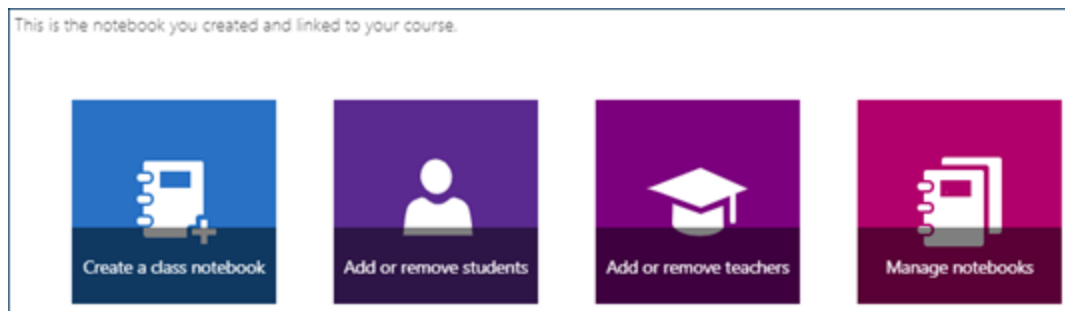 This is the notebook you created and linked to your course.
Create a class notebook
Add or remove students
Add or remove teachers
Manage notebooks